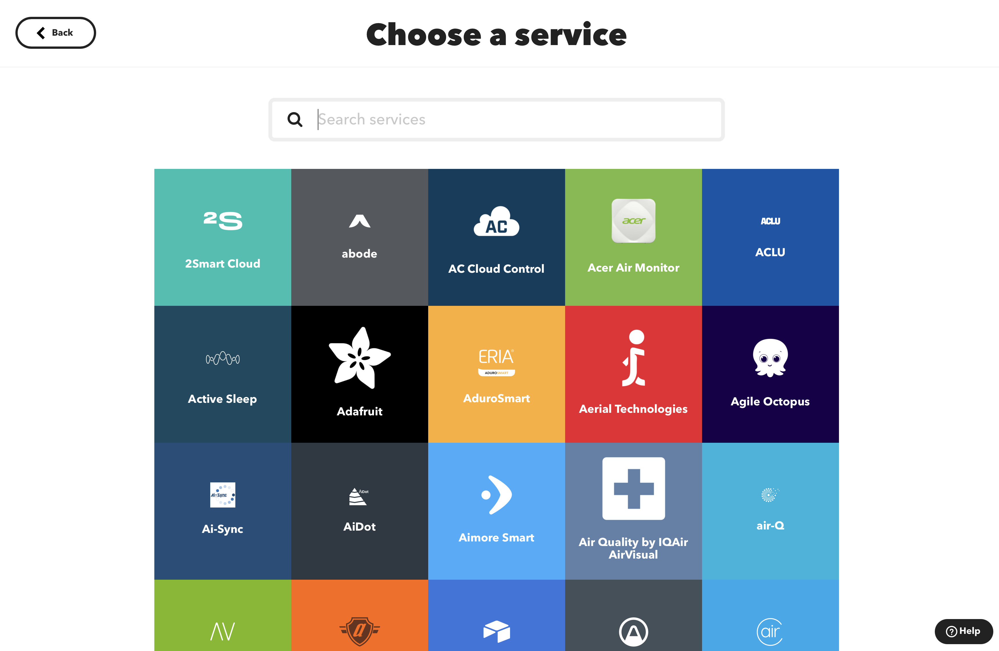 Back
Choose a service
Search services
2S
2Smart Cloud
abode
AC
AC Cloud Control
acer
Acer Air Monitor
ACLU
ACLU
Active Sleep
Adafruit
ERIA®
ADUROSMART
AduroSmart
Aerial Technologies
Agile Octopus
Ai-Sync
Ai-Sync
AiDot
AiDot
Aimore Smart
Air Quality by IQAir
AirVisual
air-Q
a
air
? Help